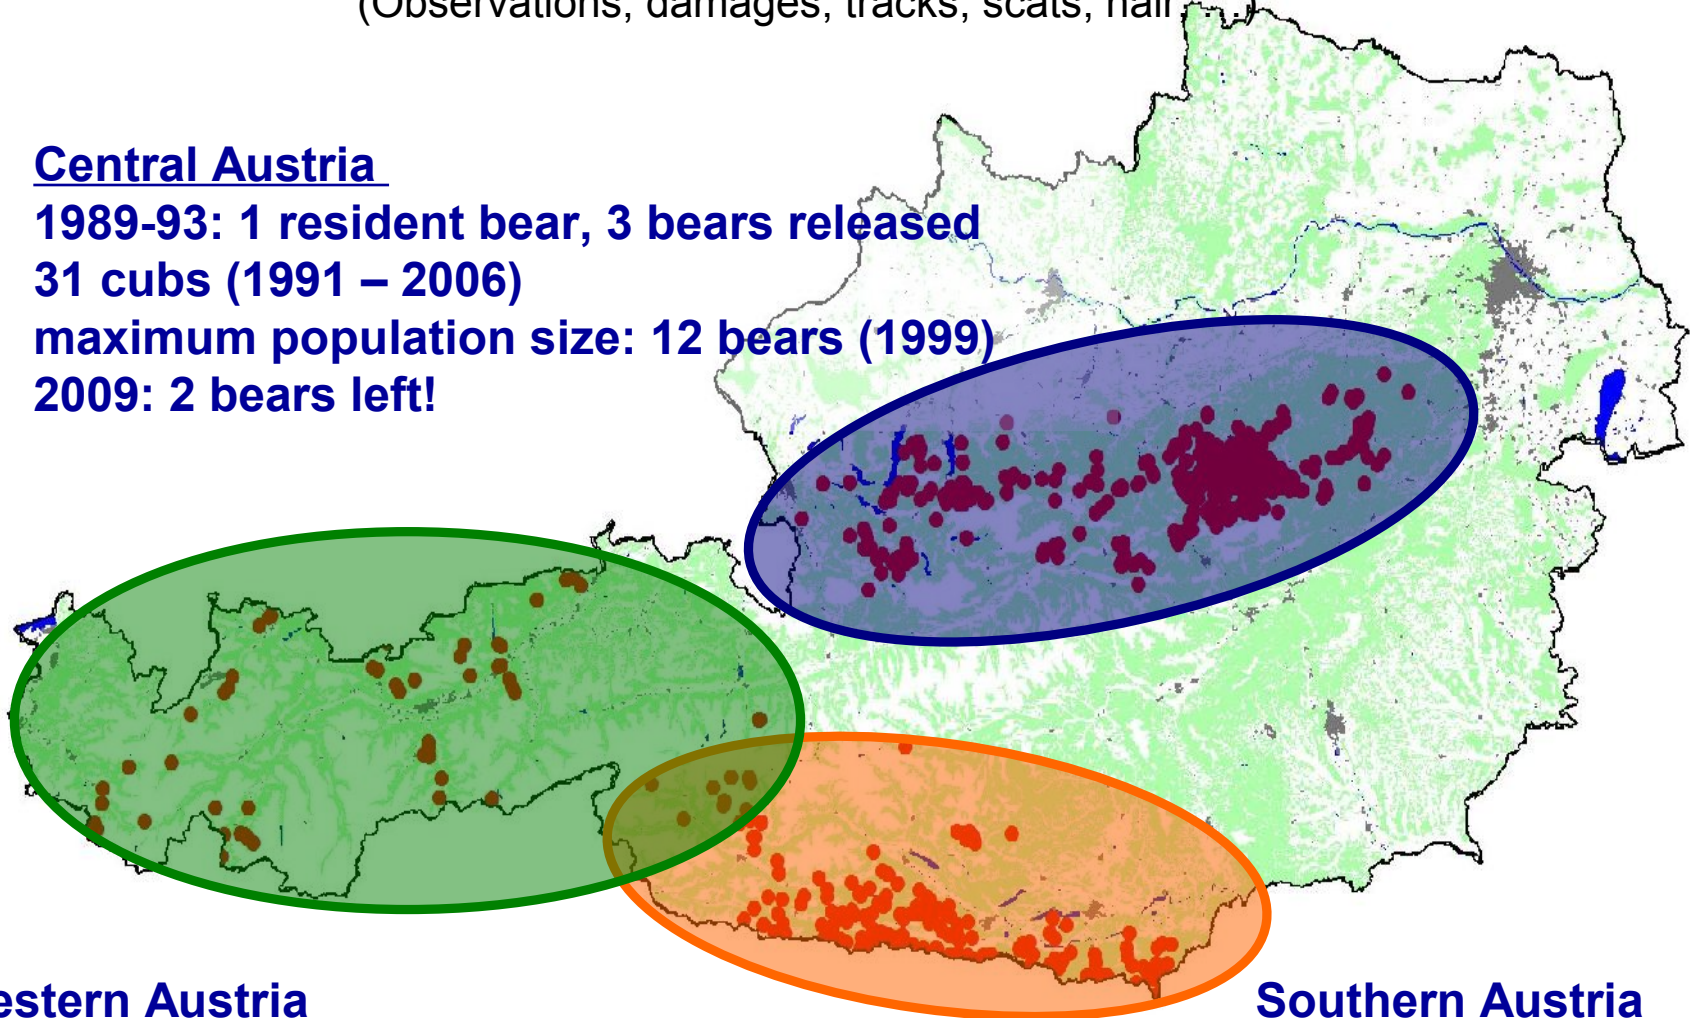 (Observations, damages, tracks, scats, hair, …)
Central Austria
1989-93: 1 resident bear, 3 bears released
31 cubs (1991 – 2006)
maximum population size: 12 bears (1999)
2009: 2 bears left!
estern Austria
Southern Austria